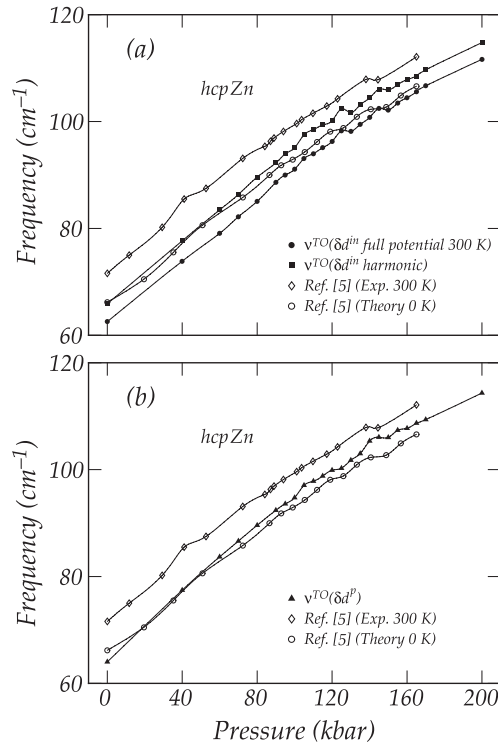 120
(a)
hcp Zn
100
Frequency (cm⁻¹)
80
ν^TO(δd^in full potential 300 K)
ν^TO(δd^in harmonic)
Ref. [5] (Exp. 300 K)
Ref. [5] (Theory 0 K)
60
120
(b)
hcp Zn
100
Frequency (cm⁻¹)
80
ν^TO(δd^p)
Ref. [5] (Exp. 300 K)
Ref. [5] (Theory 0 K)
60
0 40 80 120 160 200
Pressure (kbar)